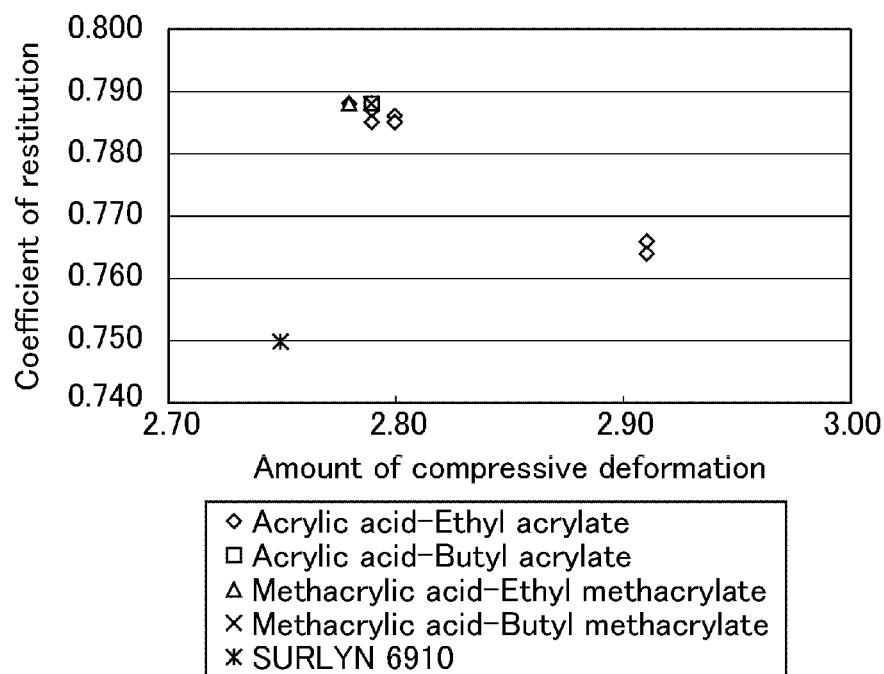 Coefficient of restitution
0.800
0.790
0.780
0.770
0.760
0.750
0.740
2.70 2.80 2.90 3.00
Amount of compressive deformation
Acrylic acid-Ethyl acrylate
Acrylic acid-Butyl acrylate
Methacrylic acid-Ethyl methacrylate
Methacrylic acid-Butyl methacrylate
SURLYN 6910